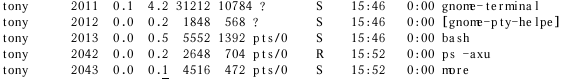 tony 2011 0.1 4.2 31212 10784 ? S 15:46 0:00 gnome-terminal
tony 2012 0.0 0.2 1848 568 ? S 15:46 0:00 [gnome-pty-helpe]
tony 2013 0.0 0.5 5552 1392 pts/0 S 15:46 0:00 bash
tony 2042 0.0 0.2 2648 704 pts/0 R 15:52 0:00 ps -axu
tony 2043 0.0 0.1 4516 472 pts/0 S 15:52 0:00 more